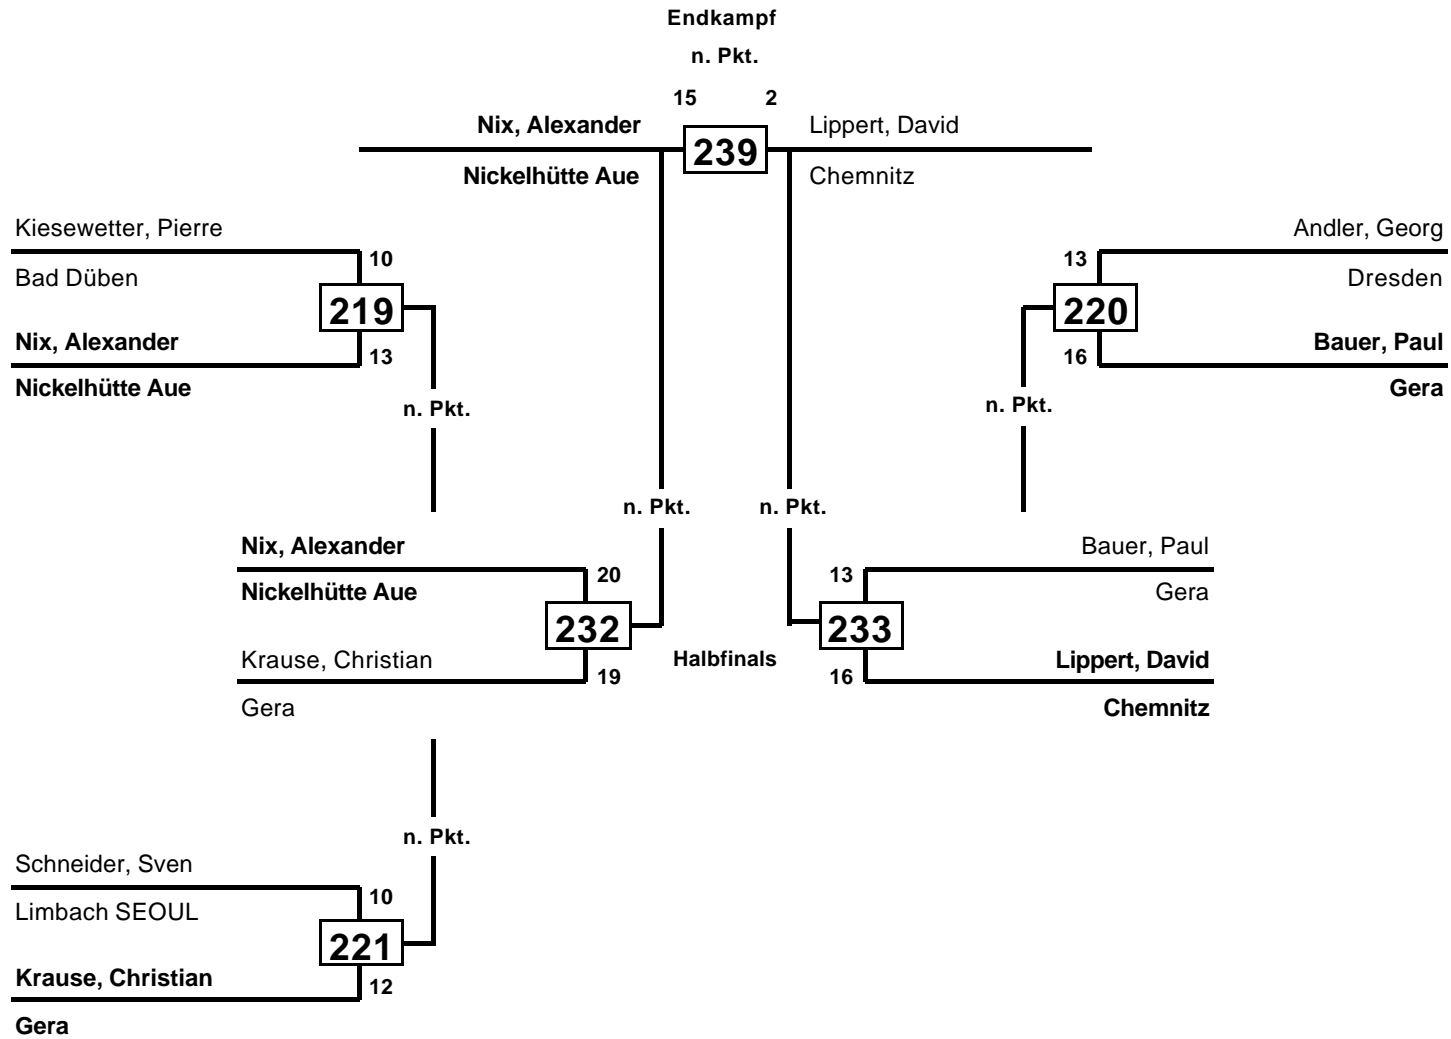 Endkampf
n. Pkt.
15 2
Nix, Alexander
239
Lippert, David
Nickelhütte Aue
Chemnitz
Kiesewetter, Pierre
10
Bad Düben
219
Nix, Alexander
13
Nickelhütte Aue
n. Pkt.
Andler, Georg
13
Dresden
220
Bauer, Paul
16
Gera
n. Pkt.
n. Pkt.
n. Pkt.
Nix, Alexander
20
Nickelhütte Aue
232
Krause, Christian
19
Gera
Halbfinals
Bauer, Paul
13
Gera
233
Lippert, David
16
Chemnitz
n. Pkt.
Schneider, Sven
10
Limbach SEOUL
221
Krause, Christian
12
Gera